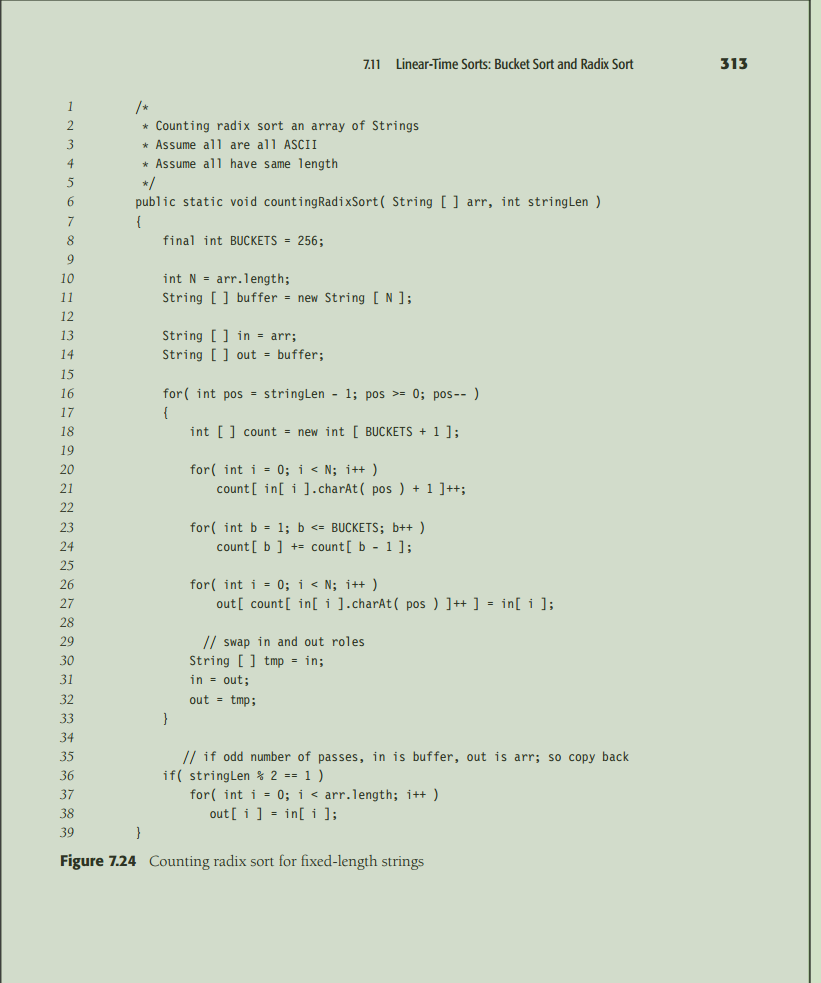 7.11 Linear-Time Sorts: Bucket Sort and Radix Sort 313
1 /*
2 * Counting radix sort an array of Strings
3 * Assume all are all ASCII
4 * Assume all have same length
5 */
6 public static void countingRadixSort( String [ ] arr, int stringLen )
7 {
8 final int BUCKETS = 256;
9
10 int N = arr.length;
11 String [ ] buffer = new String [ N ];
12
13 String [ ] in = arr;
14 String [ ] out = buffer;
15
16 for( int pos = stringLen - 1; pos >= 0; pos-- )
17 {
18 int [ ] count = new int [ BUCKETS + 1 ];
19
20 for( int i = 0; i < N; i++ )
21 count[ in[ i ].charAt( pos ) + 1 ]++;
22
23 for( int b = 1; b <= BUCKETS; b++ )
24 count[ b ] += count[ b - 1 ];
25
26 for( int i = 0; i < N; i++ )
27 out[ count[ in[ i ].charAt( pos ) ]++ ] = in[ i ];
28
29 // swap in and out roles
30 String [ ] tmp = in;
31 in = out;
32 out = tmp;
33 }
34
35 // if odd number of passes, in is buffer, out is arr; so copy back
36 if( stringLen % 2 == 1 )
37 for( int i = 0; i < arr.length; i++ )
38 out[ i ] = in[ i ];
39 }
Figure 7.24 Counting radix sort for fixed-length strings